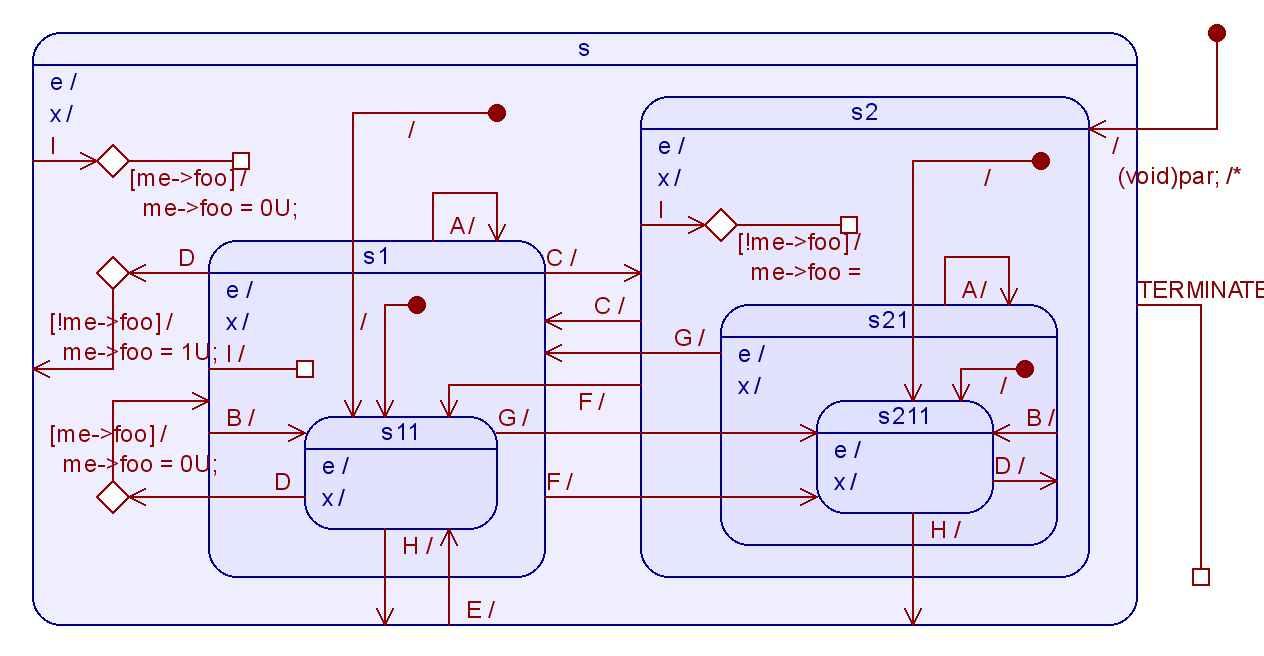 s
e /
x /
I
[me->foo] /
me->foo = 0U;
/
s2
e /
x /
I
[!me->foo] /
me->foo =
/
/
(void)par; /*
TERMINATE
A /
s1
D
e /
x /
I /
/
[!me->foo] /
me->foo = 1U;
C /
C /
G /
F /
A /
s21
e /
x /
/
[me->foo] /
me->foo = 0U;
B /
D
s11
e /
x /
G /
F /
s211
e /
x /
B /
D /
H /
E /
H /